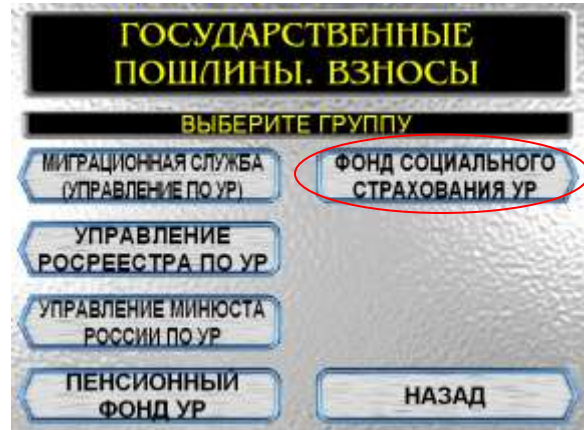 ГОСУДАРСТВЕННЫЕ
ПОШЛИНЫ. ВЗНОСЫ
ВЫБЕРИТЕ ГРУППУ
МИГРАЦИОННАЯ СЛУЖБА
(УПРАВЛЕНИЕ ПО УР)
ФОНД СОЦИАЛЬНОГО
СТРАХОВАНИЯ УР
УПРАВЛЕНИЕ
РОСРЕЕСТРА ПО УР
УПРАВЛЕНИЕ МИНЮСТА
РОССИИ ПО УР
ПЕНСИОННЫЙ
ФОНД УР
НАЗАД